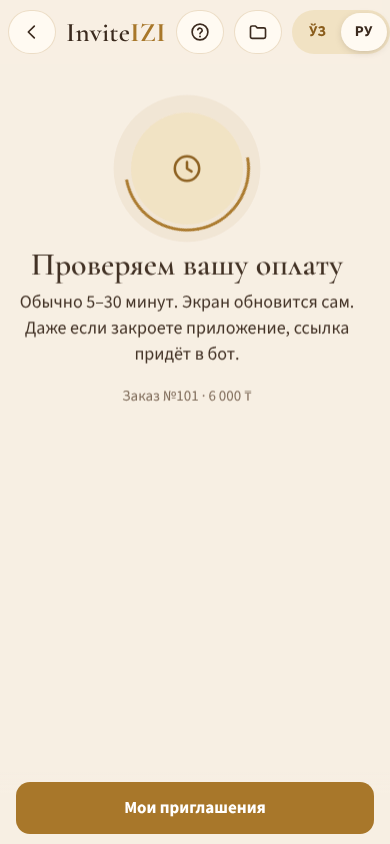 InviteIZI
ЎЗ
РУ
Проверяем вашу оплату
Обычно 5–30 минут. Экран обновится сам.
Даже если закроете приложение, ссылка
придёт в бот.
Заказ №101 · 6 000 ₸
Мои приглашения